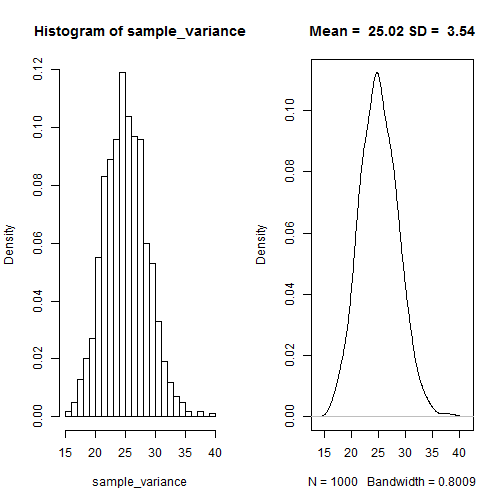 Histogram of sample_variance
Density
0.00 0.02 0.04 0.06 0.08 0.10 0.12
15 20 25 30 35 40
sample_variance
Mean = 25.02 SD = 3.54
Density
0.00 0.02 0.04 0.06 0.08 0.10
15 20 25 30 35 40
N = 1000 Bandwidth = 0.8009